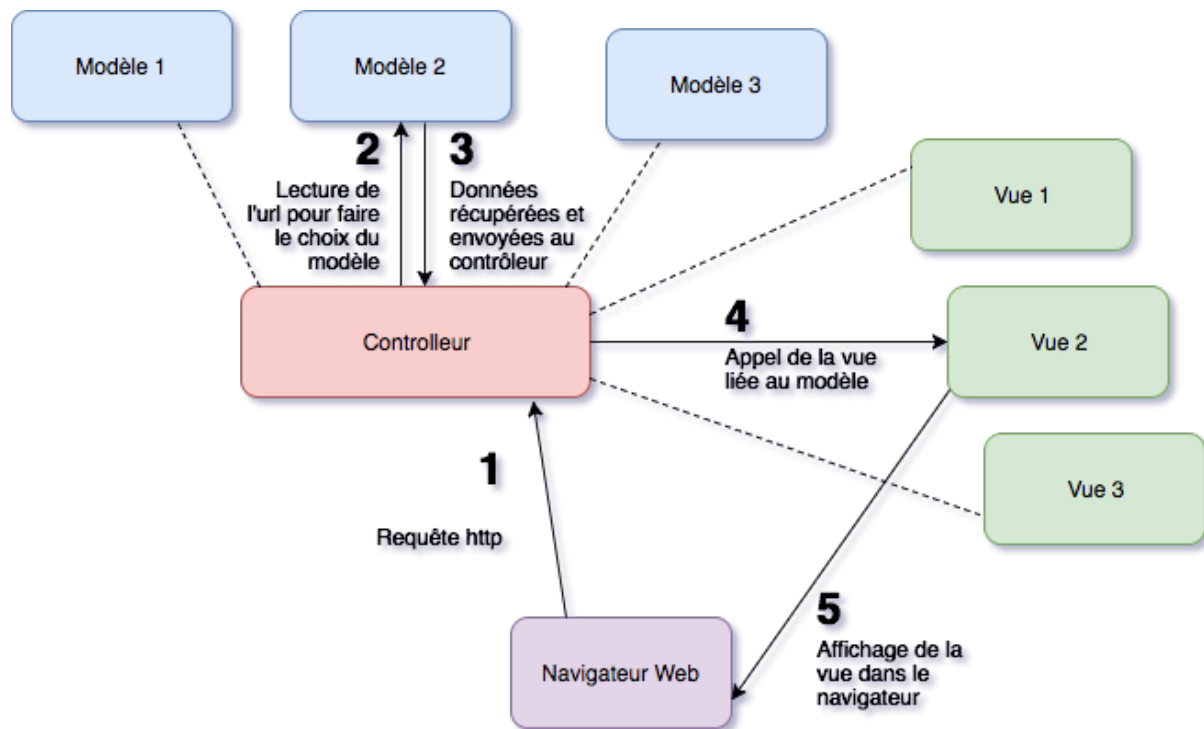 Modèle 1
Modèle 2
Modèle 3
2
Lecture de
l'url pour faire
le choix du
modèle
3
Données
récupérées et
envoyées au
contrôleur
Vue 1
Controlleur
4
Appel de la vue
liée au modèle
Vue 2
1
Requête http
Vue 3
5
Affichage de la
vue dans le
navigateur
Navigateur Web